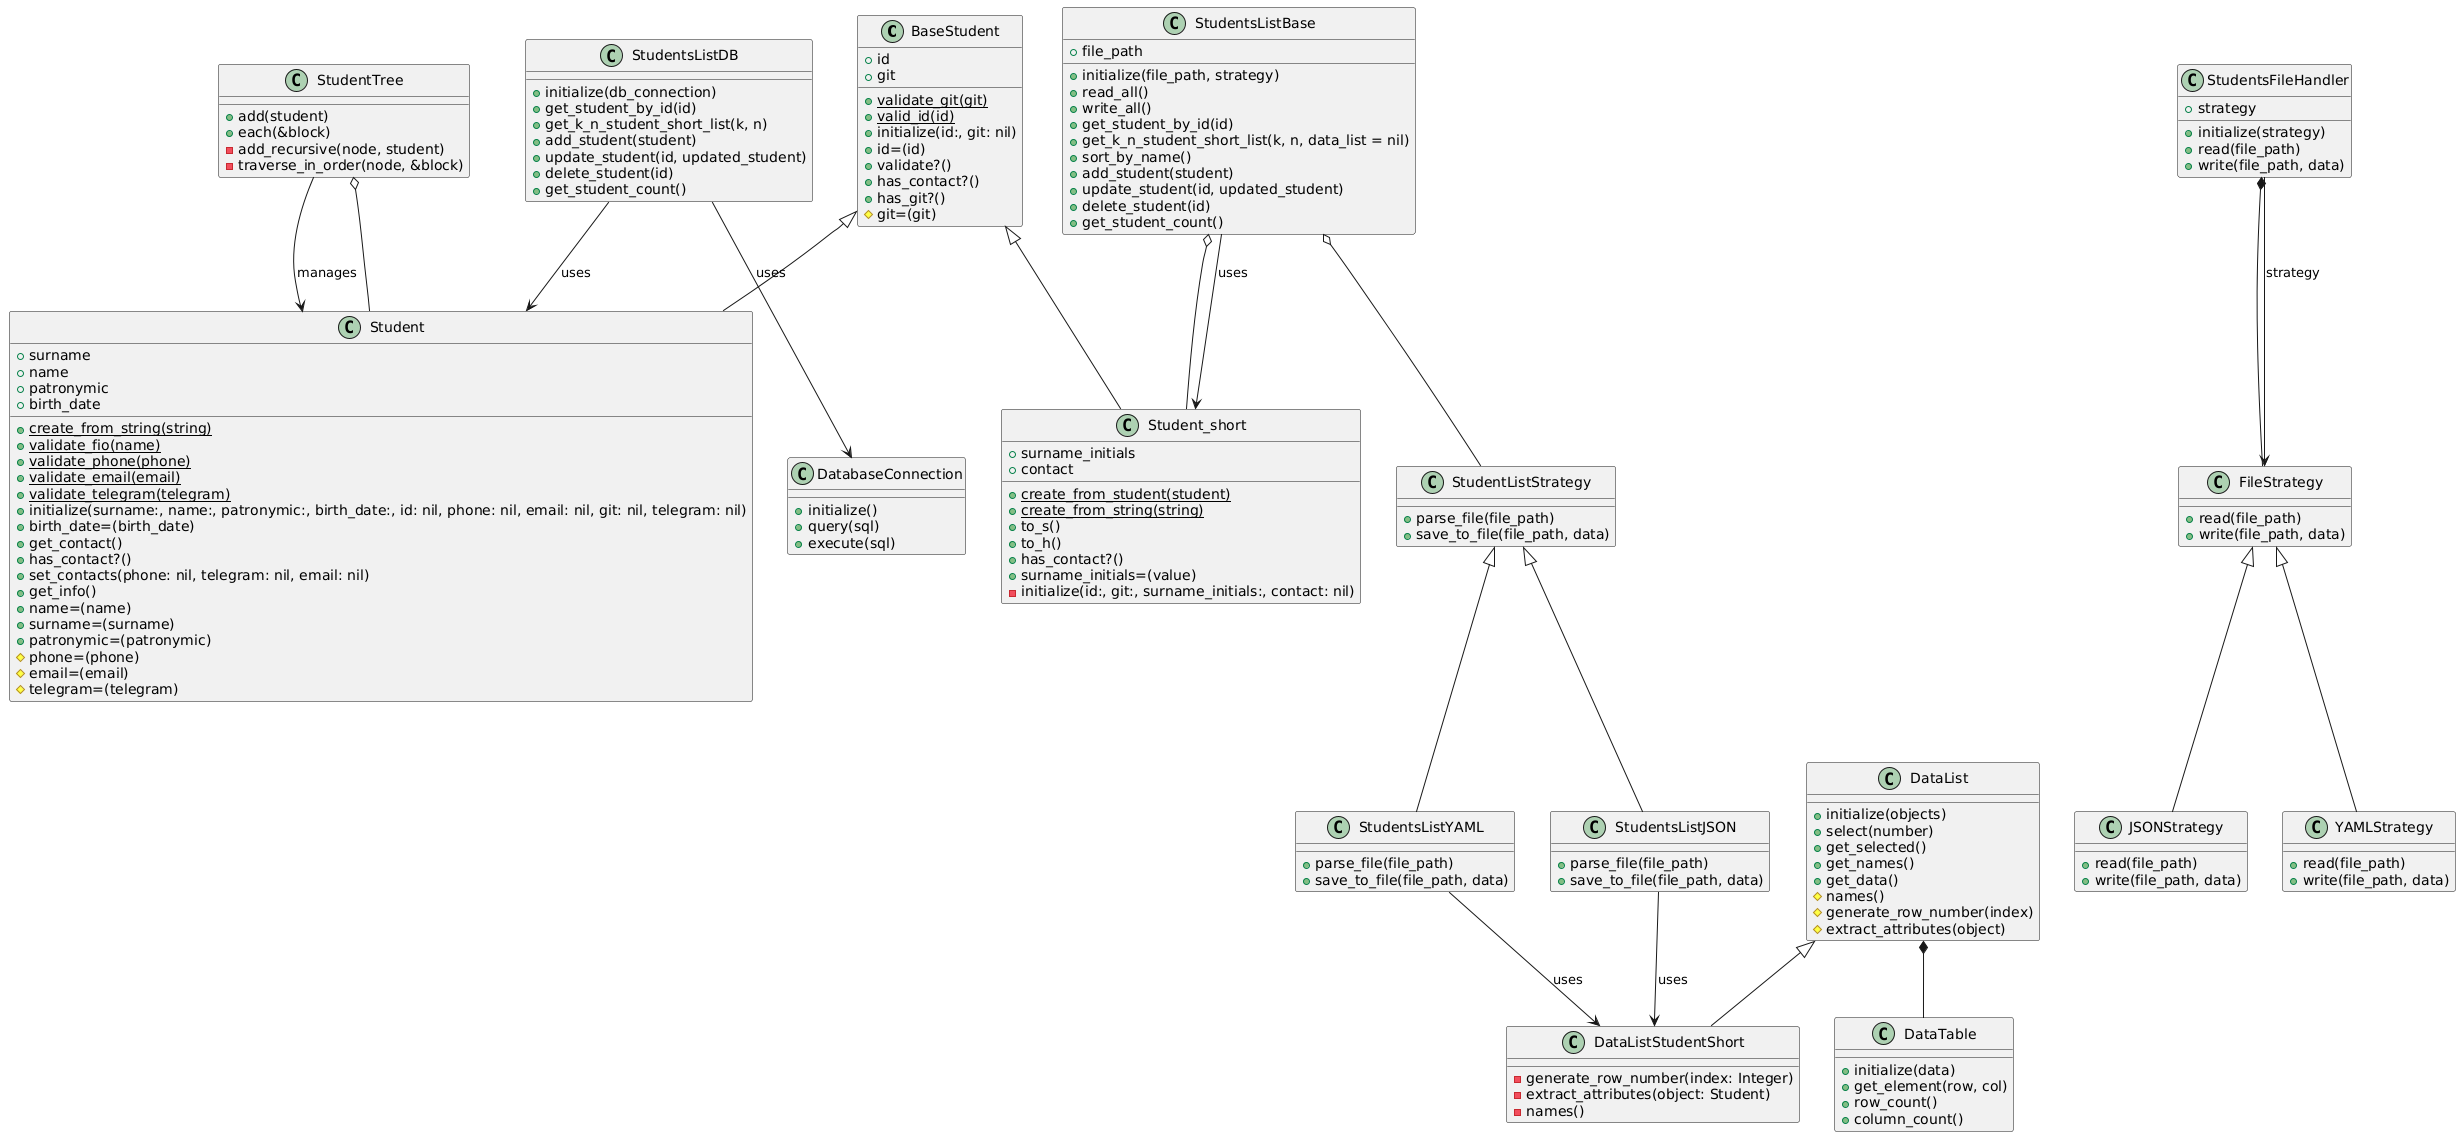 StudentTree
add(student)
each(&block)
add_recursive(node, student)
traverse_in_order(node, &block)
StudentsListDB
initialize(db_connection)
get_student_by_id(id)
get_k_n_student_short_list(k, n)
add_student(student)
update_student(id, updated_student)
delete_student(id)
get_student_count()
BaseStudent
id
git
validate_git(git)
valid_id(id)
initialize(id:, git: nil)
id=(id)
validate?()
has_contact?()
has_git?()
git=(git)
StudentsListBase
file_path
initialize(file_path, strategy)
read_all()
write_all()
get_student_by_id(id)
get_k_n_student_short_list(k, n, data_list = nil)
sort_by_name()
add_student(student)
update_student(id, updated_student)
delete_student(id)
get_student_count()
StudentsFileHandler
strategy
initialize(strategy)
read(file_path)
write(file_path, data)
manages
uses
uses
uses
strategy
Student
surname
name
patronymic
birth_date
create_from_string(string)
validate_fio(name)
validate_phone(phone)
validate_email(email)
validate_telegram(telegram)
initialize(surname:, name:, patronymic:, birth_date:, id: nil, phone: nil, email: nil, git: nil, telegram: nil)
birth_date=(birth_date)
get_contact()
has_contact?()
set_contacts(phone: nil, telegram: nil, email: nil)
get_info()
name=(name)
surname=(surname)
patronymic=(patronymic)
phone=(phone)
email=(email)
telegram=(telegram)
DatabaseConnection
initialize()
query(sql)
execute(sql)
Student_short
surname_initials
contact
create_from_student(student)
create_from_string(string)
to_s()
to_h()
has_contact?()
surname_initials=(value)
initialize(id:, git:, surname_initials:, contact: nil)
StudentListStrategy
parse_file(file_path)
save_to_file(file_path, data)
FileStrategy
read(file_path)
write(file_path, data)
StudentsListYAML
parse_file(file_path)
save_to_file(file_path, data)
StudentsListJSON
parse_file(file_path)
save_to_file(file_path, data)
DataList
initialize(objects)
select(number)
get_selected()
get_names()
get_data()
names()
generate_row_number(index)
extract_attributes(object)
JSONStrategy
read(file_path)
write(file_path, data)
YAMLStrategy
read(file_path)
write(file_path, data)
uses
uses
DataListStudentShort
generate_row_number(index: Integer)
extract_attributes(object: Student)
names()
DataTable
initialize(data)
get_element(row, col)
row_count()
column_count()